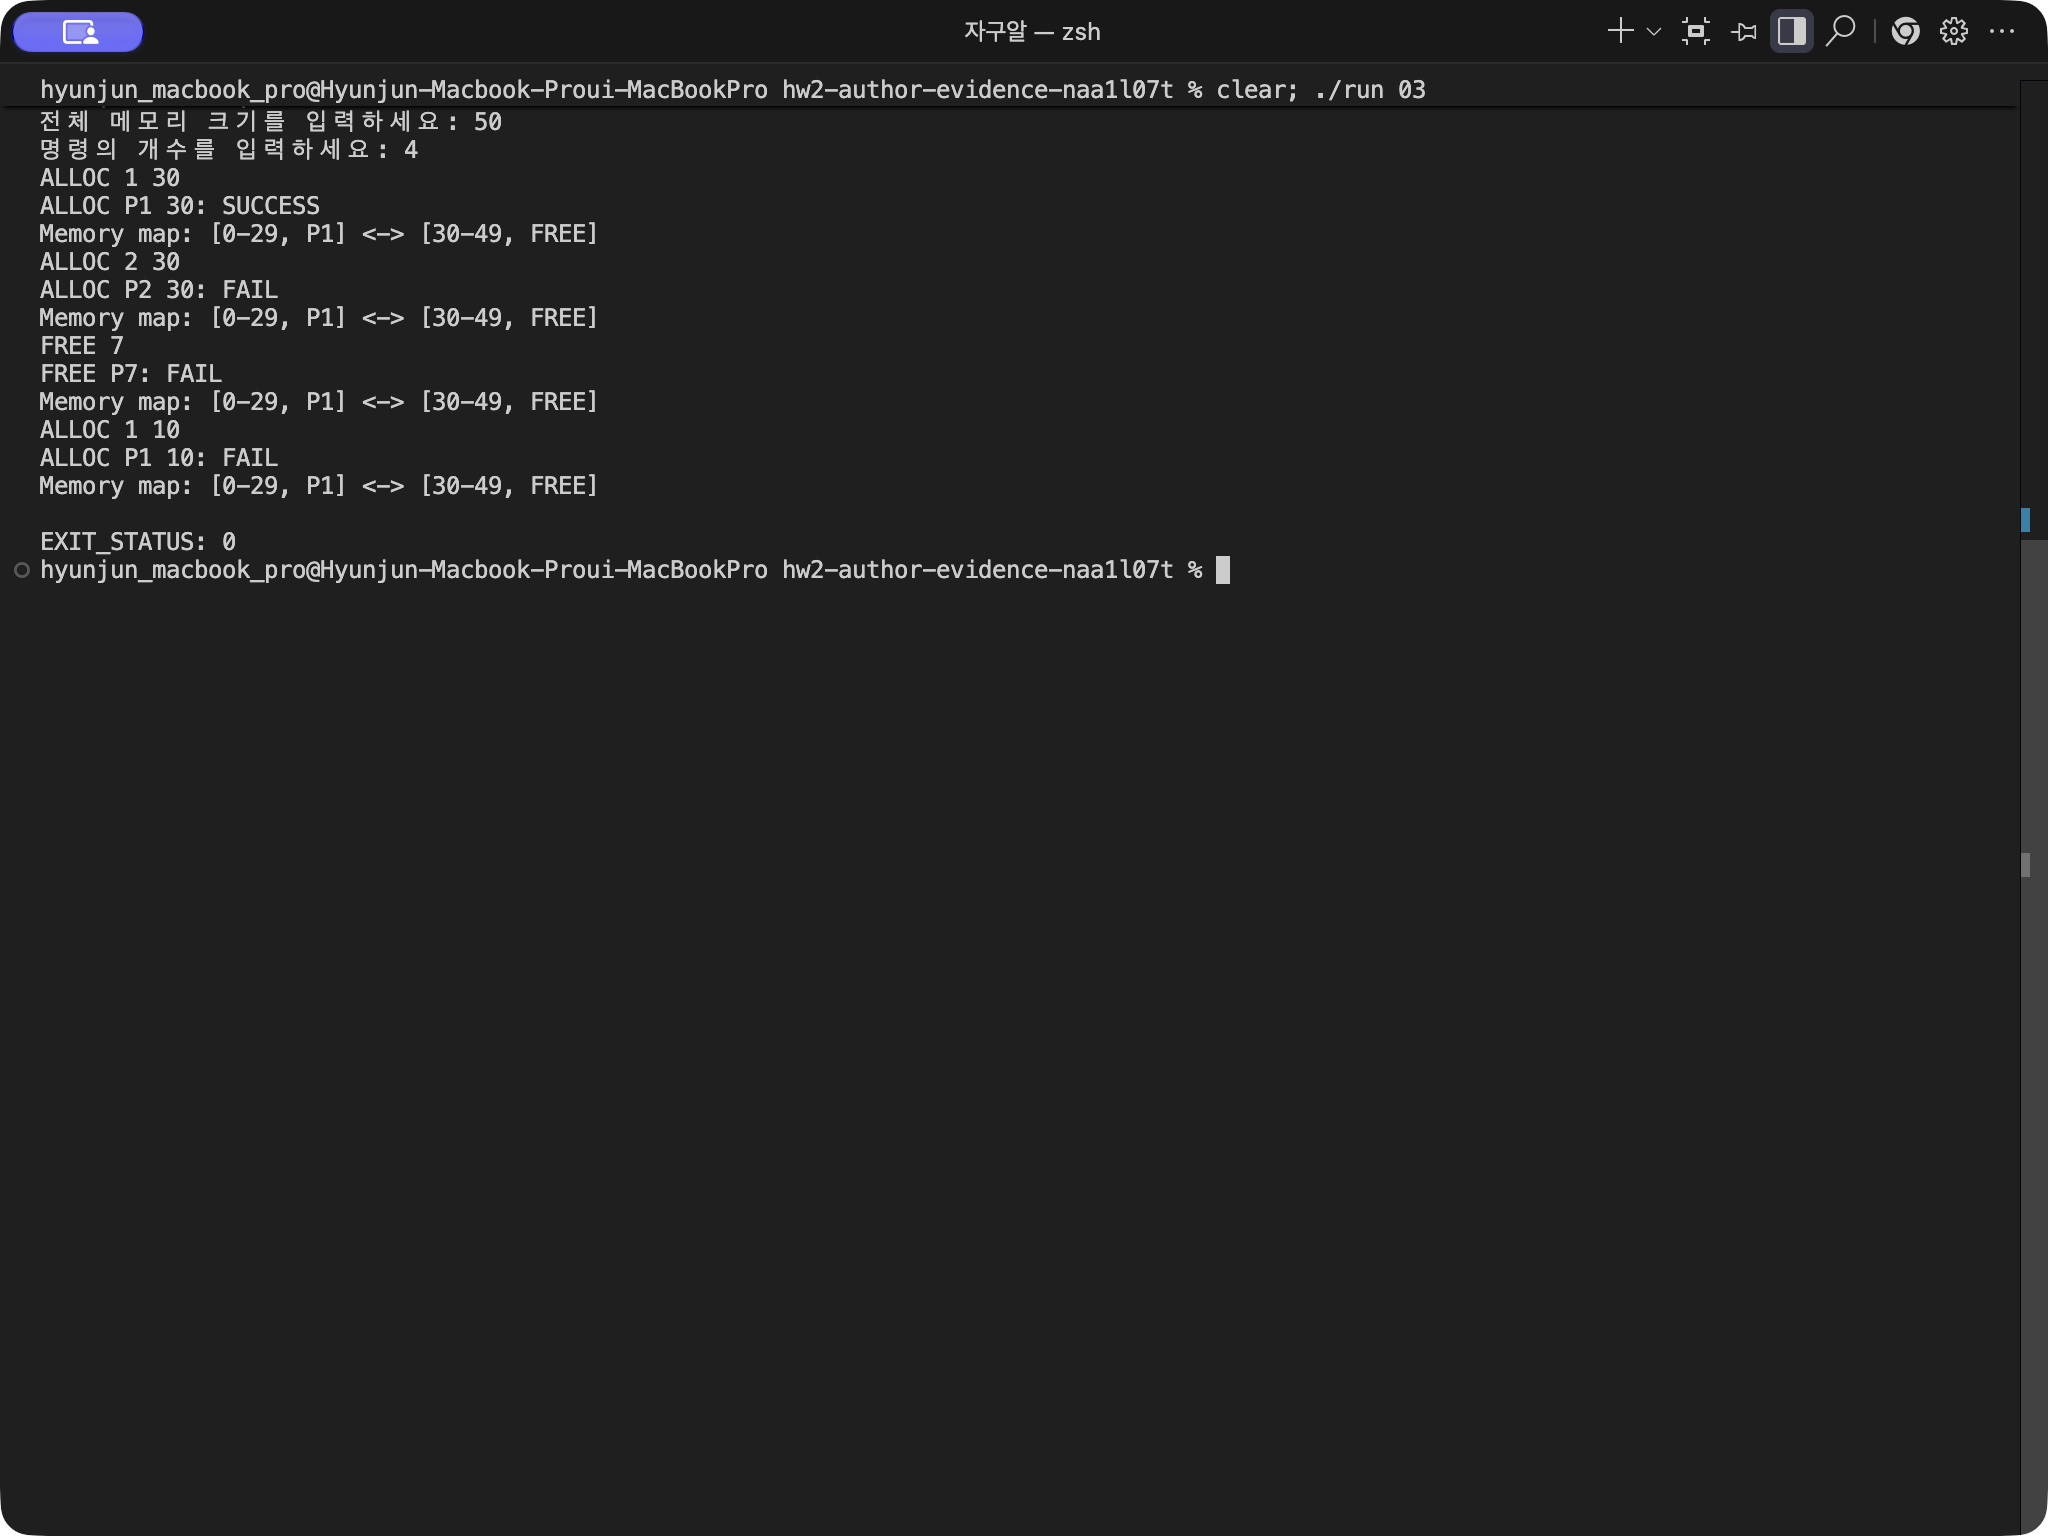 자구알 — zsh
hyunjun_macbook_pro@Hyunjun-Macbook-Proui-MacBookPro hw2-author-evidence-naa1l07t % clear; ./run 03
전체 메모리 크기를 입력하세요: 50
명령의 개수를 입력하세요: 4
ALLOC 1 30
ALLOC P1 30: SUCCESS
Memory map: [0-29, P1] <-> [30-49, FREE]
ALLOC 2 30
ALLOC P2 30: FAIL
Memory map: [0-29, P1] <-> [30-49, FREE]
FREE 7
FREE P7: FAIL
Memory map: [0-29, P1] <-> [30-49, FREE]
ALLOC 1 10
ALLOC P1 10: FAIL
Memory map: [0-29, P1] <-> [30-49, FREE]
EXIT_STATUS: 0
hyunjun_macbook_pro@Hyunjun-Macbook-Proui-MacBookPro hw2-author-evidence-naa1l07t %